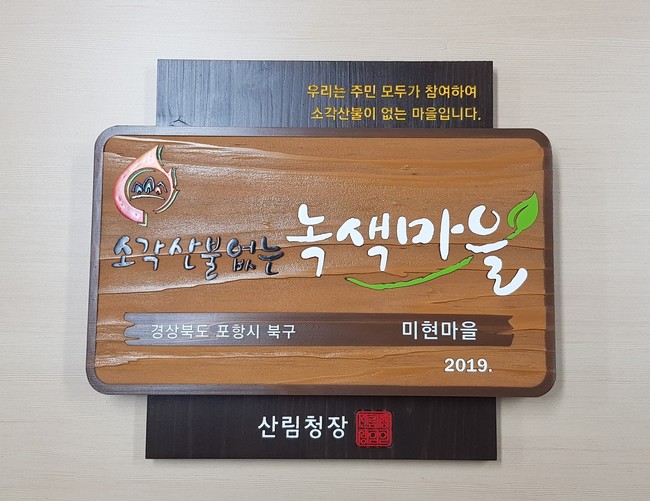 우리는 주민 모두가 참여하여
소각산불이 없는 마을입니다.
소각산불없는 녹색마을
경상북도 포항시 북구 미현마을
2019.
산림청장